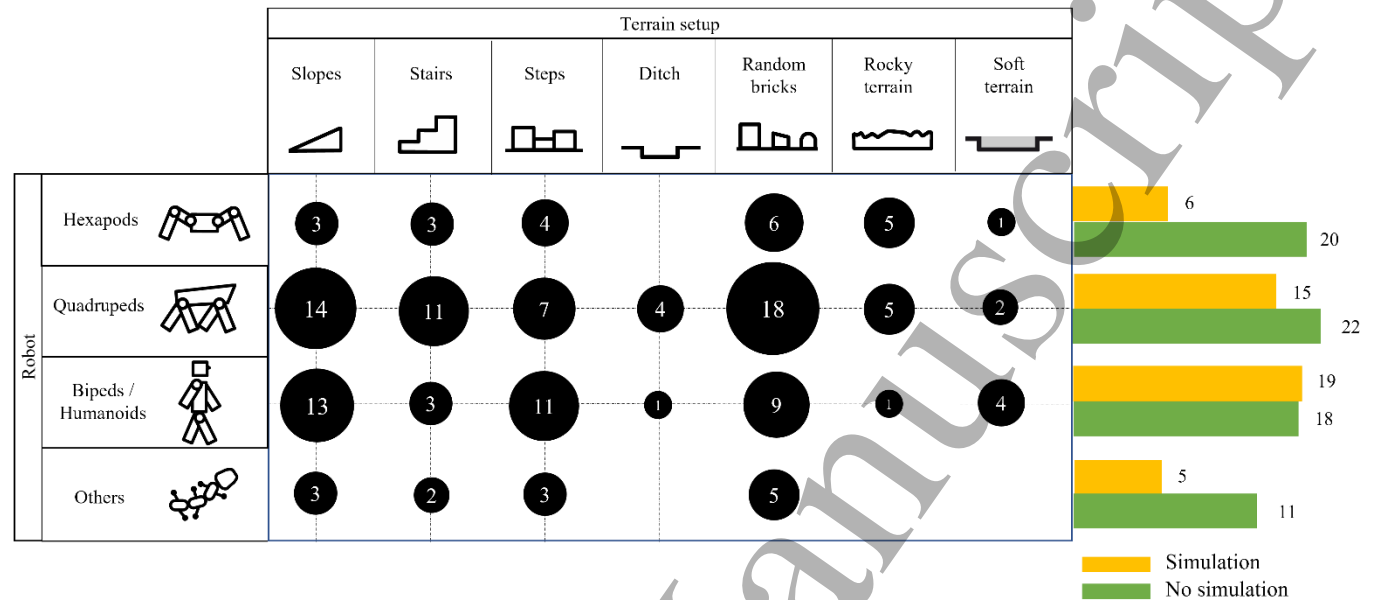 Terrain setup
Slopes
Stairs
Steps
Ditch
Random
bricks
Rocky
terrain
Soft
terrain
Robot
Hexapods
3
3
4
6
5
1
6
20
Quadrupeds
14
11
7
4
18
5
2
15
22
Bipeds /
Humanoids
13
3
11
1
9
1
4
19
18
Others
3
2
3
5
5
11
Simulation
No simulation